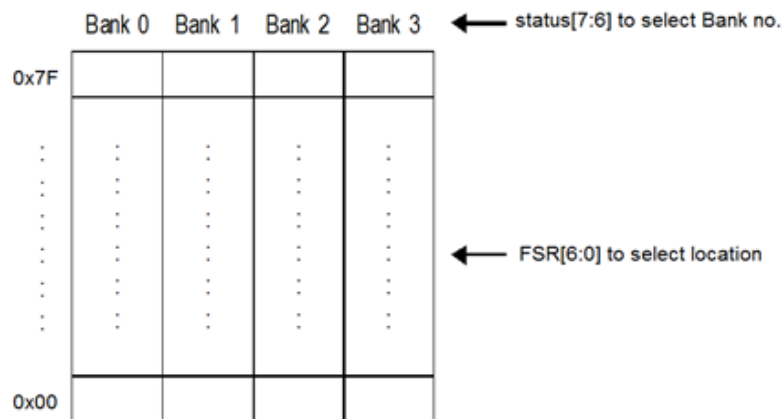 Bank 0 Bank 1 Bank 2 Bank 3 status[7:6] to select Bank no.
0x7F
FSR[6:0] to select location
0x00